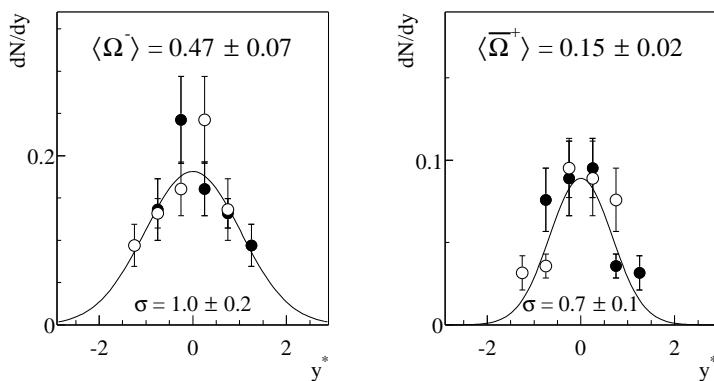 dN/dy
⟨Ω⁻⟩ = 0.47 ± 0.07
0.2
0
σ = 1.0 ± 0.2
-2
0
2
y*
dN/dy
⟨Ω̅⁺⟩ = 0.15 ± 0.02
0.1
0
σ = 0.7 ± 0.1
-2
0
2
y*